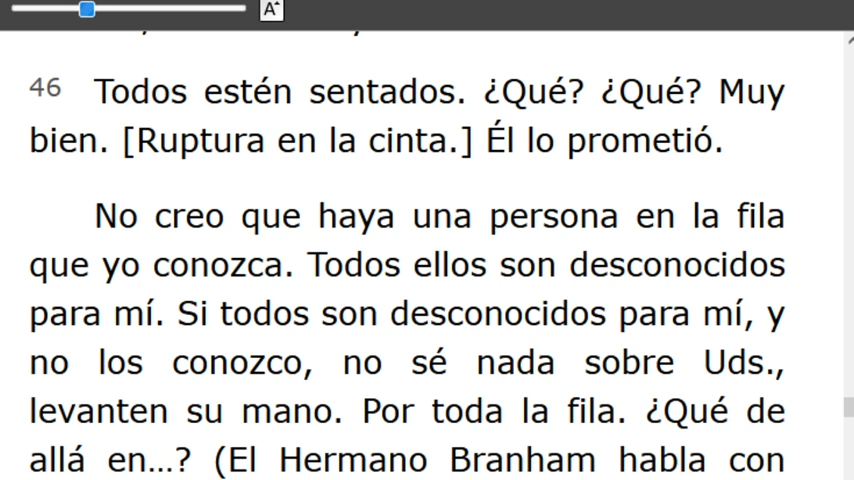 A
46 Todos estén sentados. ¿Qué? ¿Qué? Muy
bien. [Ruptura en la cinta.] Él lo prometió.
No creo que haya una persona en la fila
que yo conozca. Todos ellos son desconocidos
para mí. Si todos son desconocidos para mí, y
no los conozco, no sé nada sobre Uds.,
levanten su mano. Por toda la fila. ¿Qué de
allá en...? (El Hermano Branham habla con